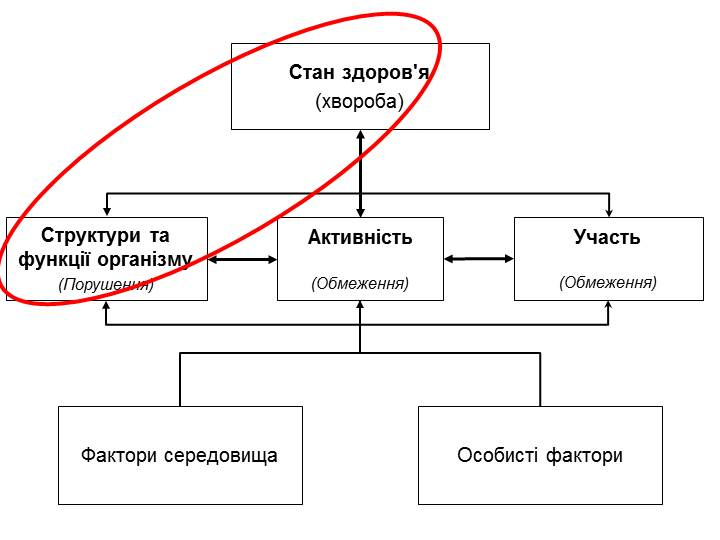 Стан здоров'я
(хвороба)
Структури та
функції організму
(Порушення)
Активність
(Обмеження)
Участь
(Обмеження)
Фактори середовища
Особисті фактори